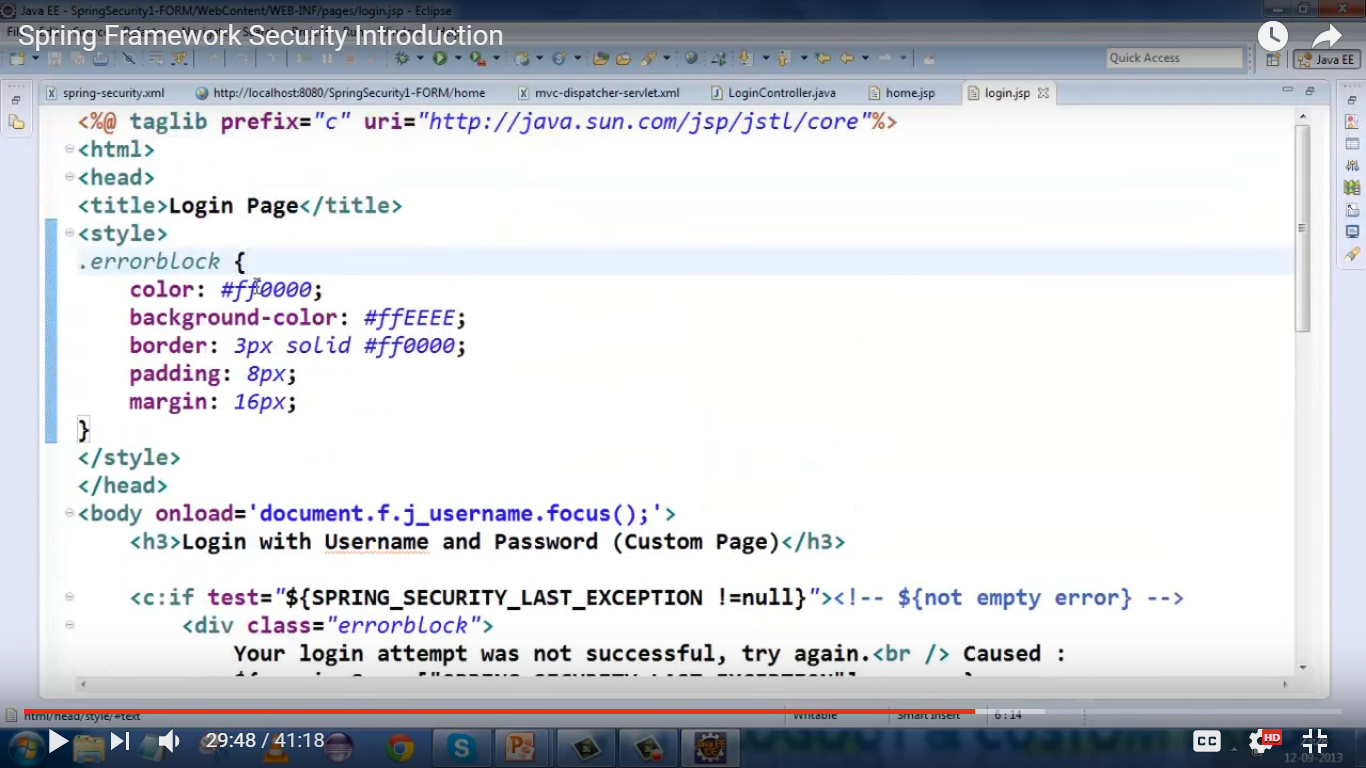 Java EE - SpringSecurity1-FORM/WebContent/WEB-INF/pages/login.jsp - Eclipse
Spring Framework Security Introduction
Quick Access
Java EE
spring-security.xml
http://localhost:8080/SpringSecurity1-FORM/home
mvc-dispatcher-servlet.xml
LoginController.java
home.jsp
login.jsp
<%@ taglib prefix="c" uri="http://java.sun.com/jsp/jstl/core"%>
<html>
<head>
<title>Login Page</title>
<style>
.errorblock {
color: #ff0000;
background-color: #ffEEEE;
border: 3px solid #ff0000;
padding: 8px;
margin: 16px;
}
</style>
</head>
<body onload='document.f.j_username.focus();'>
<h3>Login with Username and Password (Custom Page)</h3>
<c:if test="${SPRING_SECURITY_LAST_EXCEPTION !=null}"><!-- ${not empty error} -->
<div class="errorblock">
Your login attempt was not successful, try again.<br /> Caused :
html/head/style/#text
Writable
Smart Insert
6:14
29:48 / 41:18
CC
HD
12-09-2013